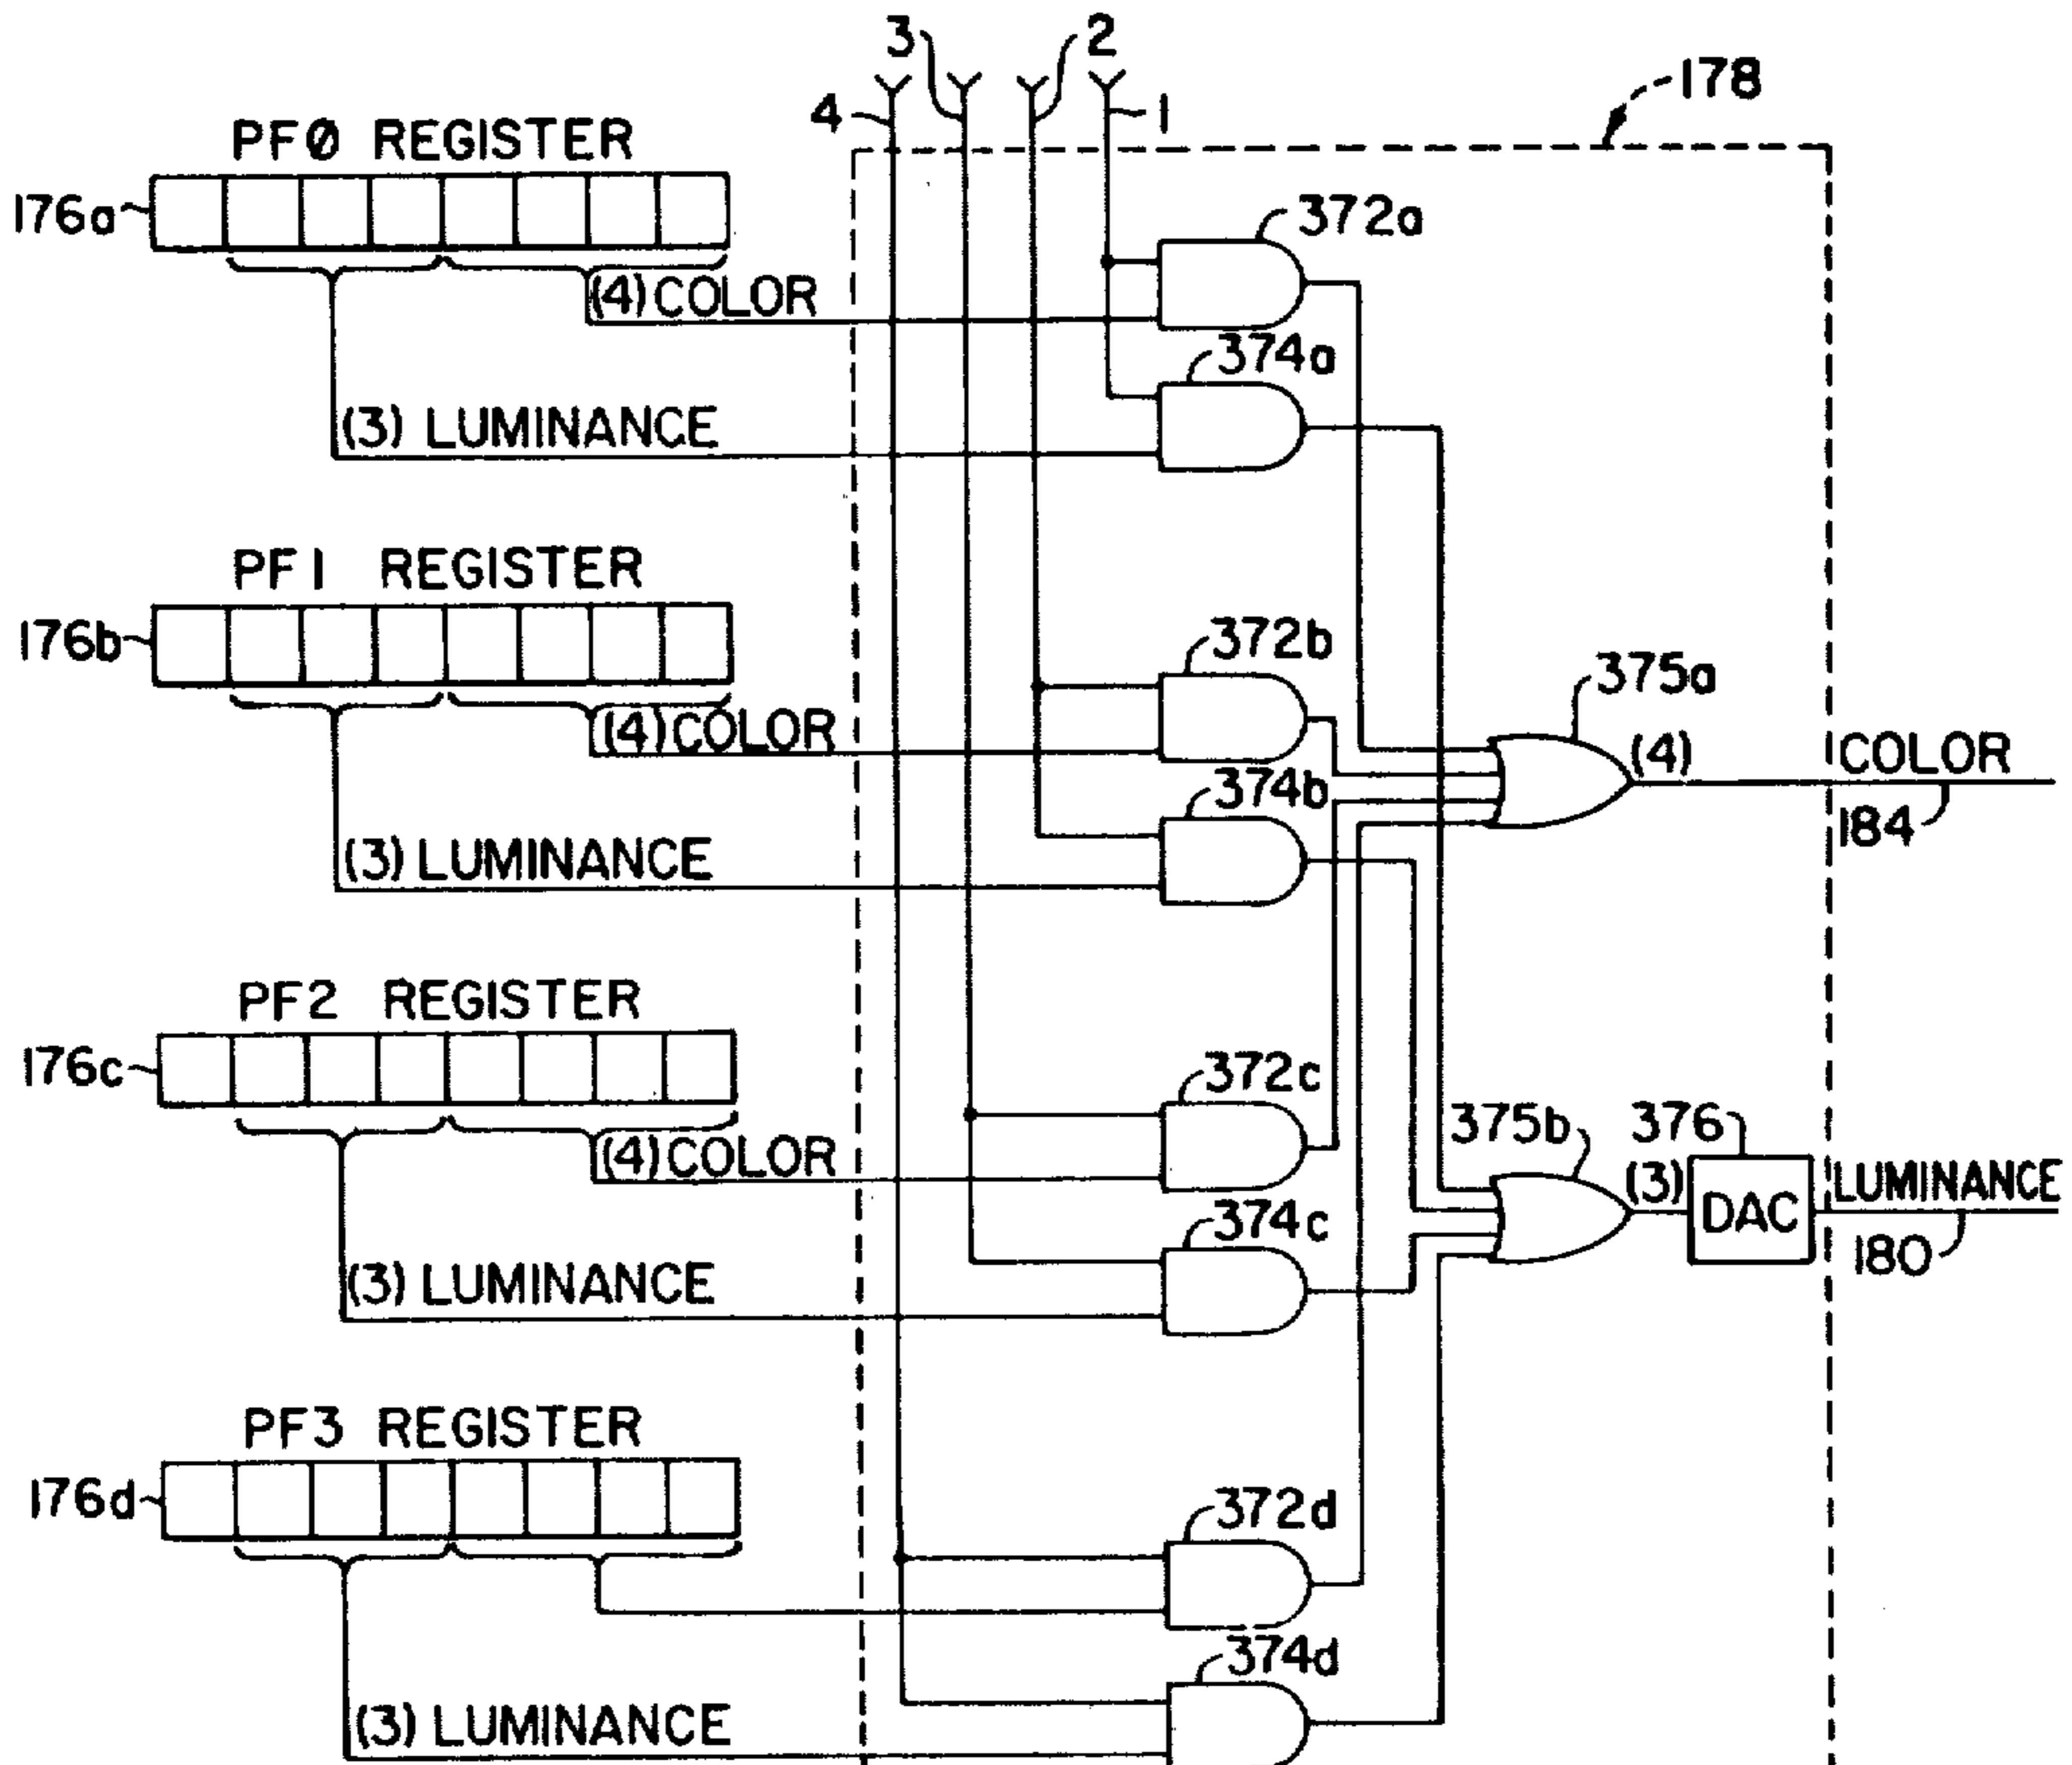 3
2
178
4
1
PFØ REGISTER
176a
372a
(4) COLOR
374a
(3) LUMINANCE
PF1 REGISTER
176b
372b
375a
(4) COLOR
(4)
COLOR
374b
184
(3) LUMINANCE
PF2 REGISTER
176c
372c
375b
376
(4) COLOR
(3)
DAC
LUMINANCE
374c
180
(3) LUMINANCE
PF3 REGISTER
176d
372d
374d
(3) LUMINANCE